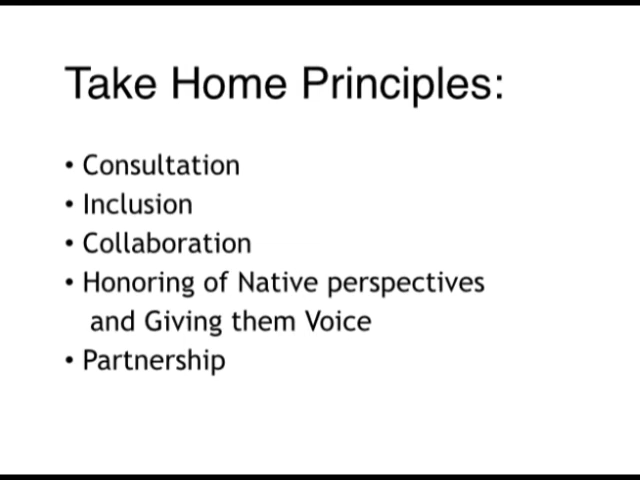 Take Home Principles:
• Consultation
• Inclusion
• Collaboration
• Honoring of Native perspectives
and Giving them Voice
• Partnership